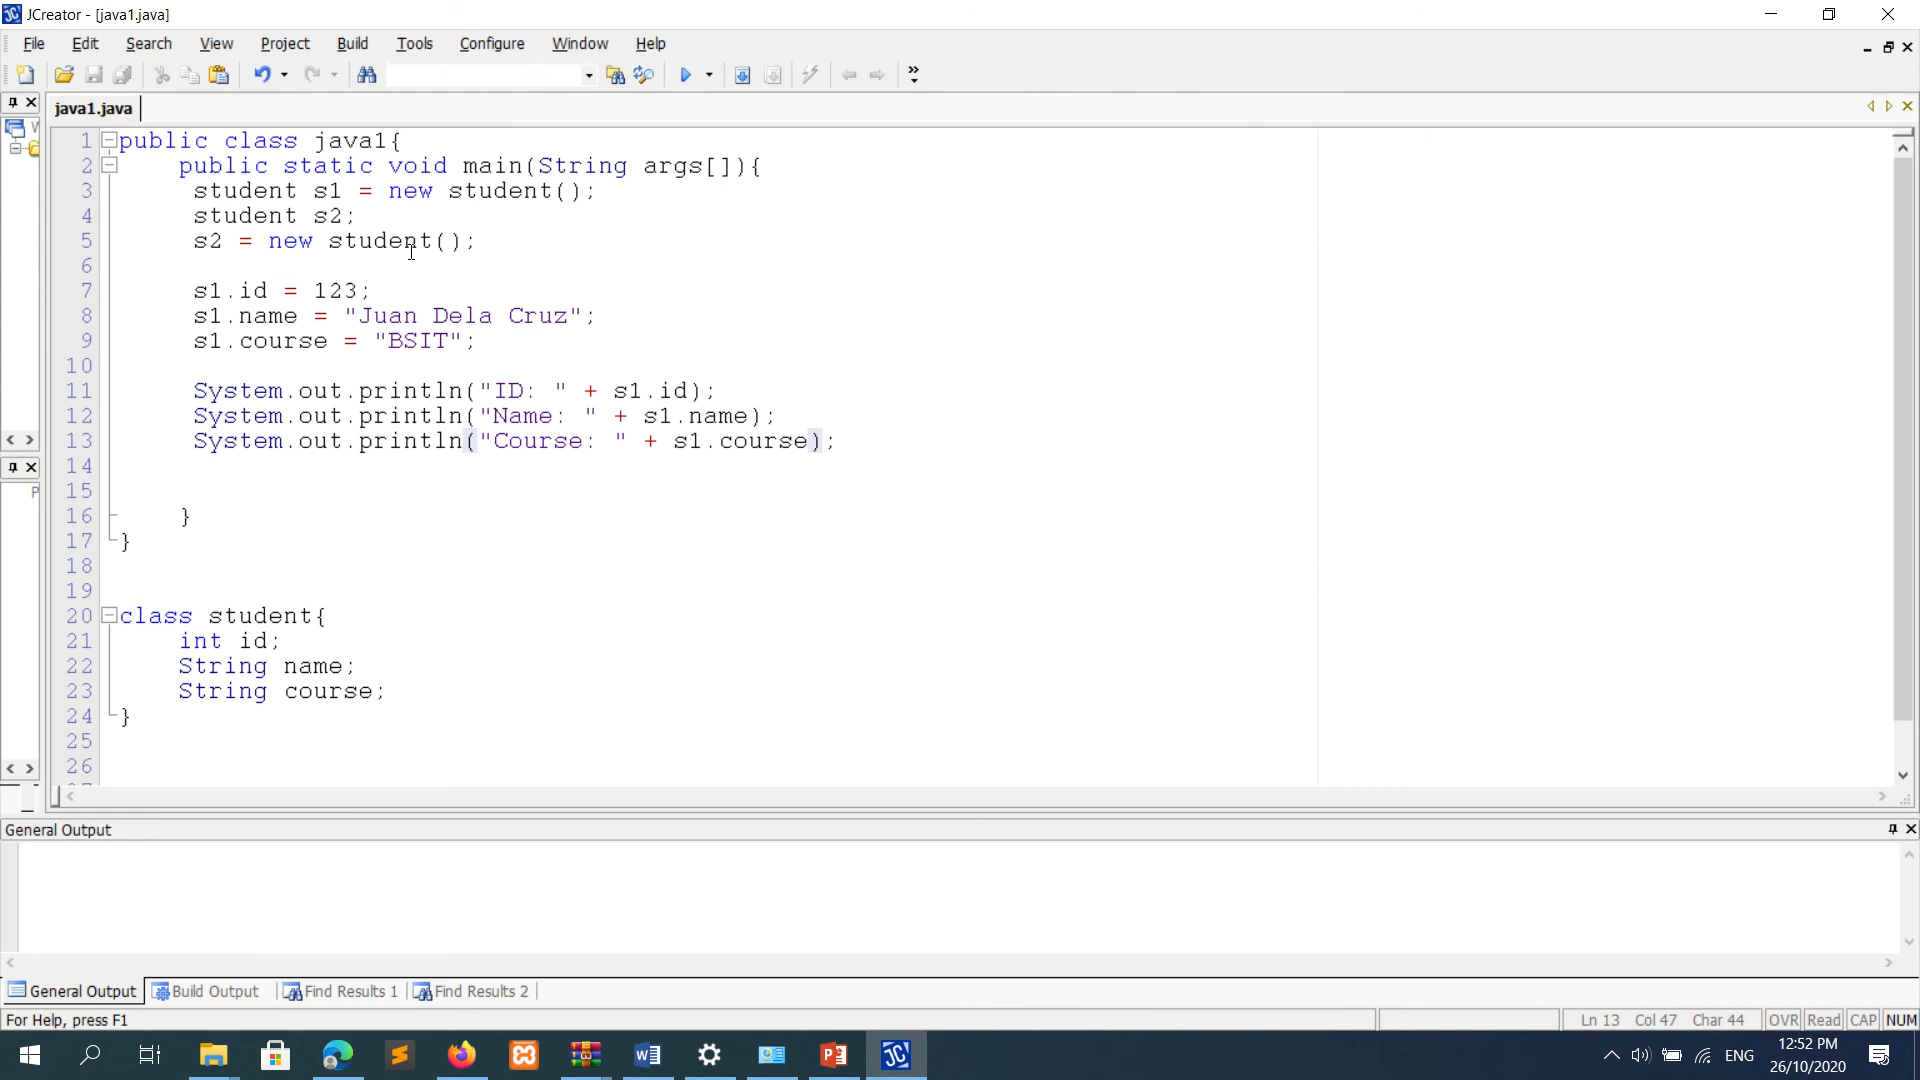 JCreator - [java1.java]
File Edit Search View Project Build Tools Configure Window Help
java1.java
1 public class java1{
2 public static void main(String args[]){
3 student s1 = new student();
4 student s2;
5 s2 = new student();
6
7 s1.id = 123;
8 s1.name = "Juan Dela Cruz";
9 s1.course = "BSIT";
10
11 System.out.println("ID: " + s1.id);
12 System.out.println("Name: " + s1.name);
13 System.out.println("Course: " + s1.course);
14
15
16 }
17 }
18
19
20 class student{
21 int id;
22 String name;
23 String course;
24 }
25
26
General Output
General Output Build Output Find Results 1 Find Results 2
For Help, press F1 Ln 13 Col 47 Char 44 OVR Read CAP NUM
ENG 12:52 PM
26/10/2020